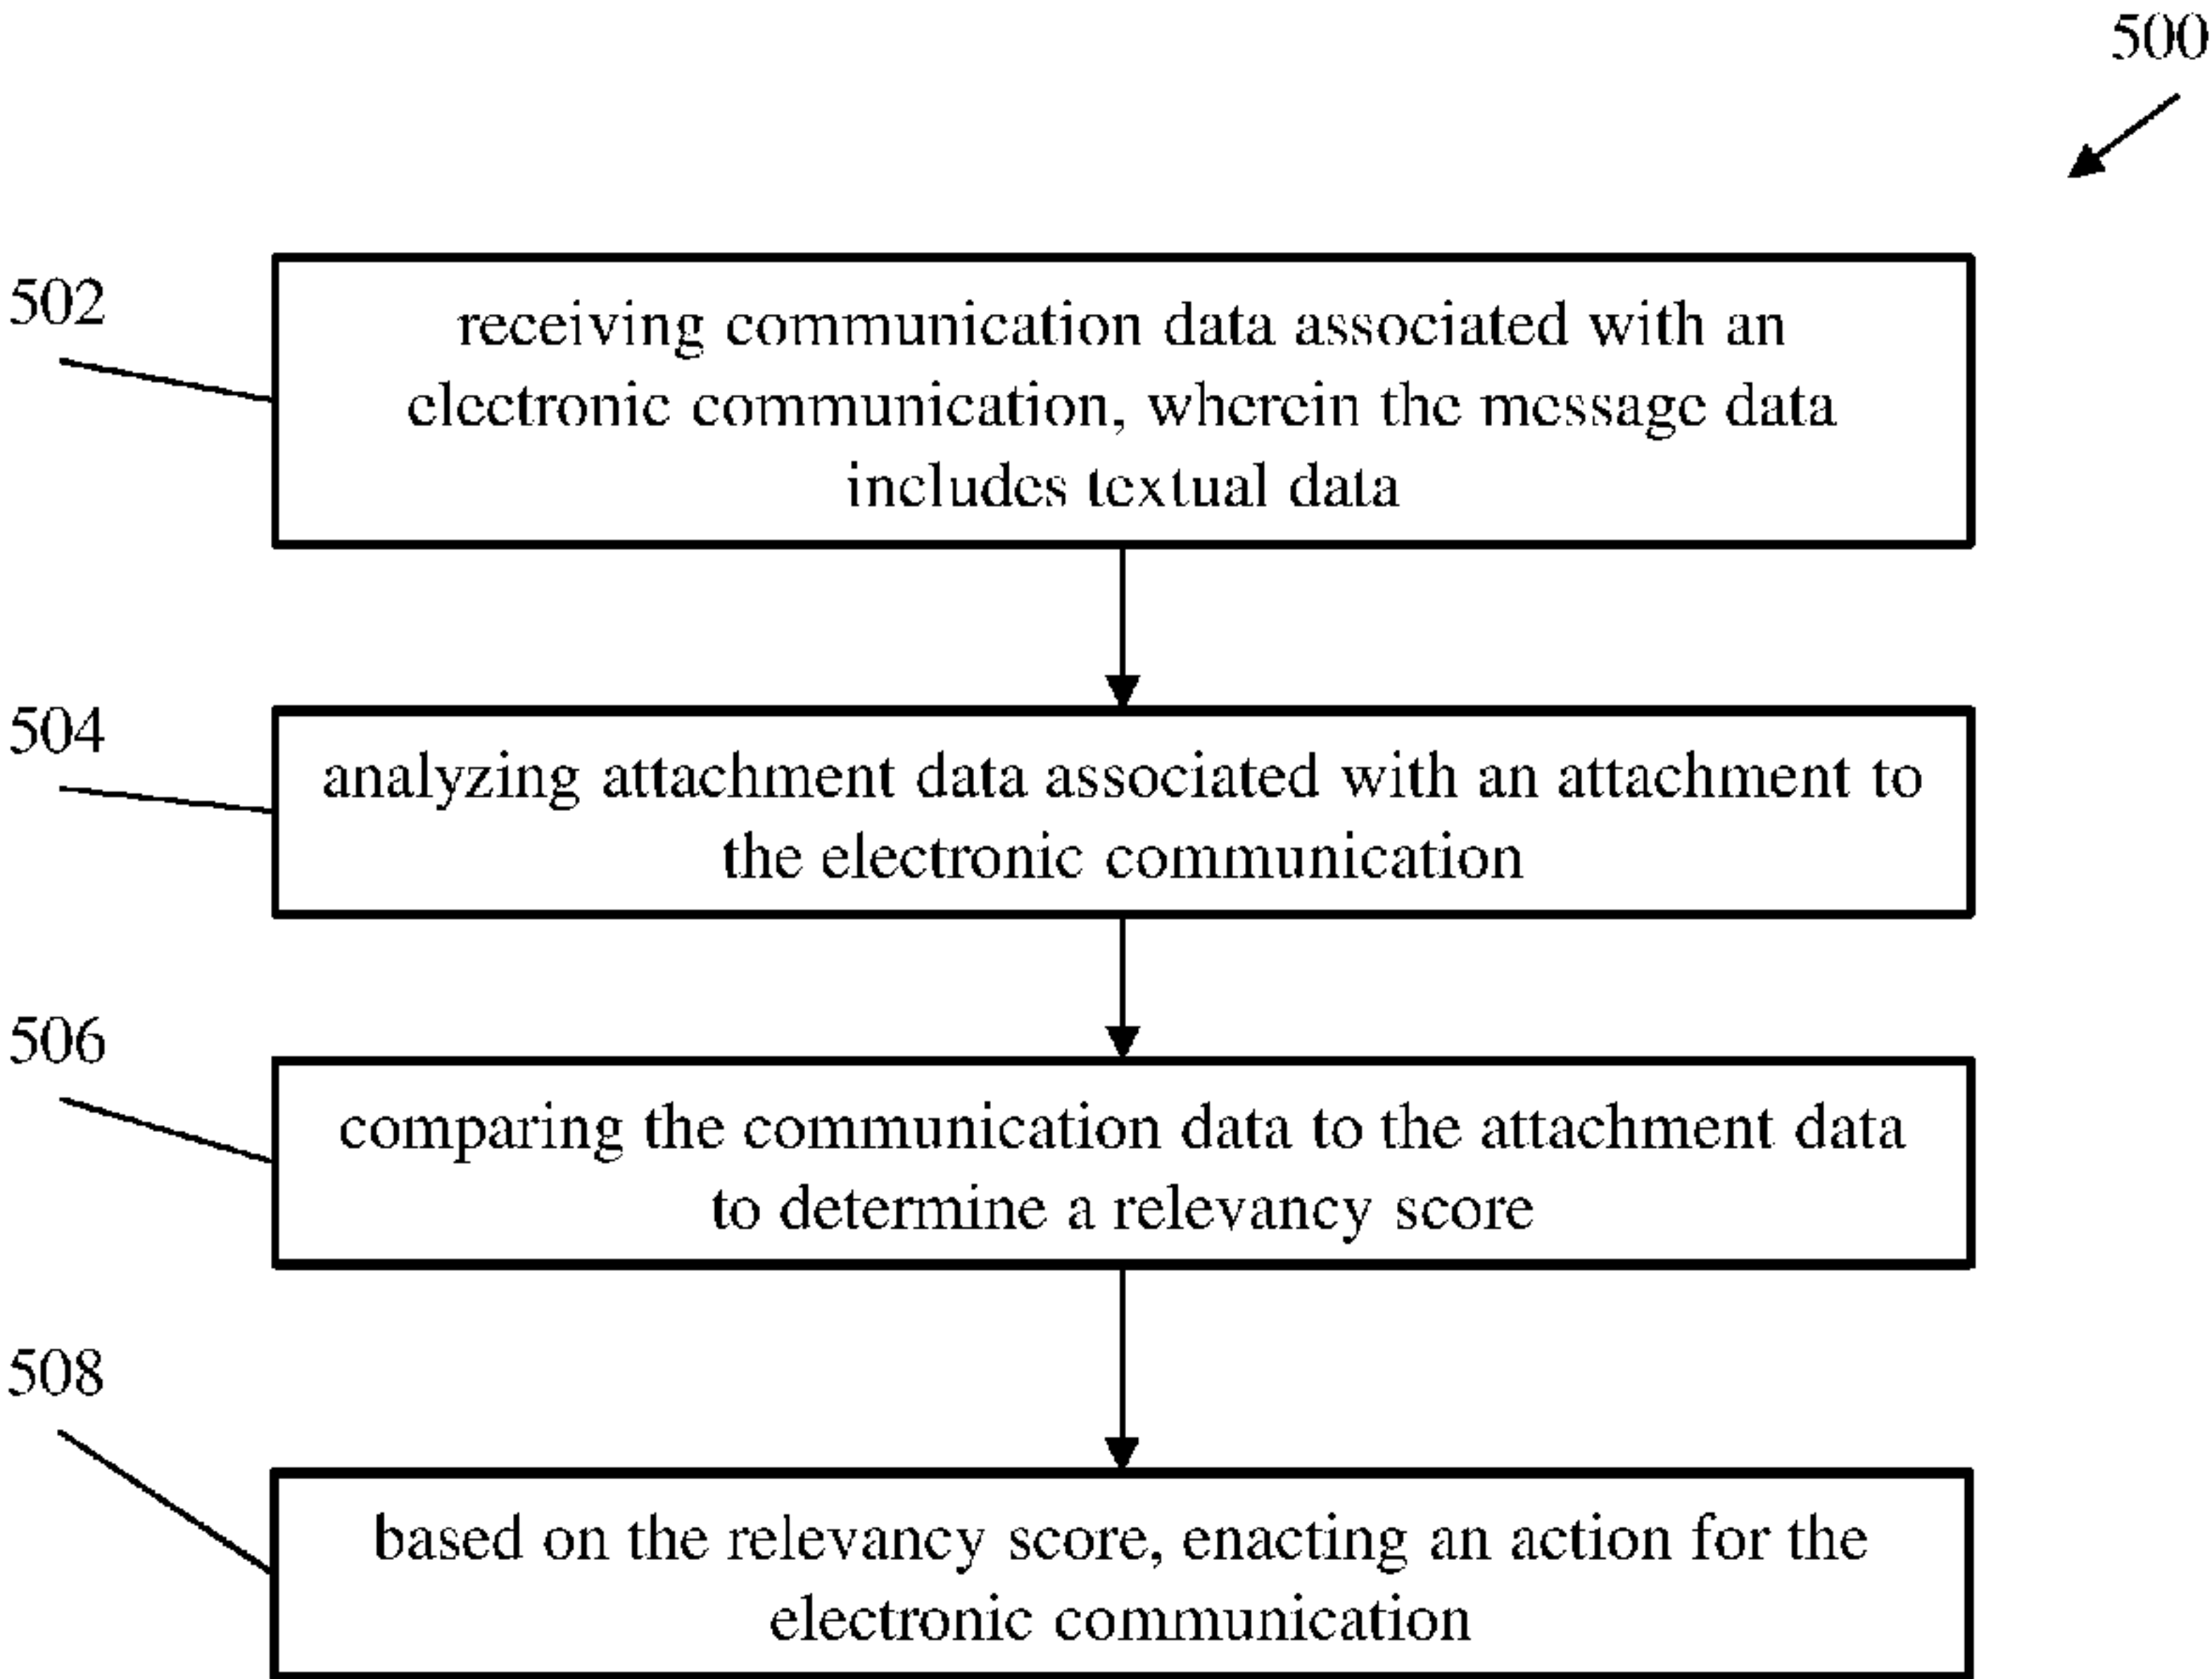 500
502
receiving communication data associated with an
electronic communication, wherein the message data
includes textual data
504
analyzing attachment data associated with an attachment to
the electronic communication
506
comparing the communication data to the attachment data
to determine a relevancy score
508
based on the relevancy score, enacting an action for the
electronic communication